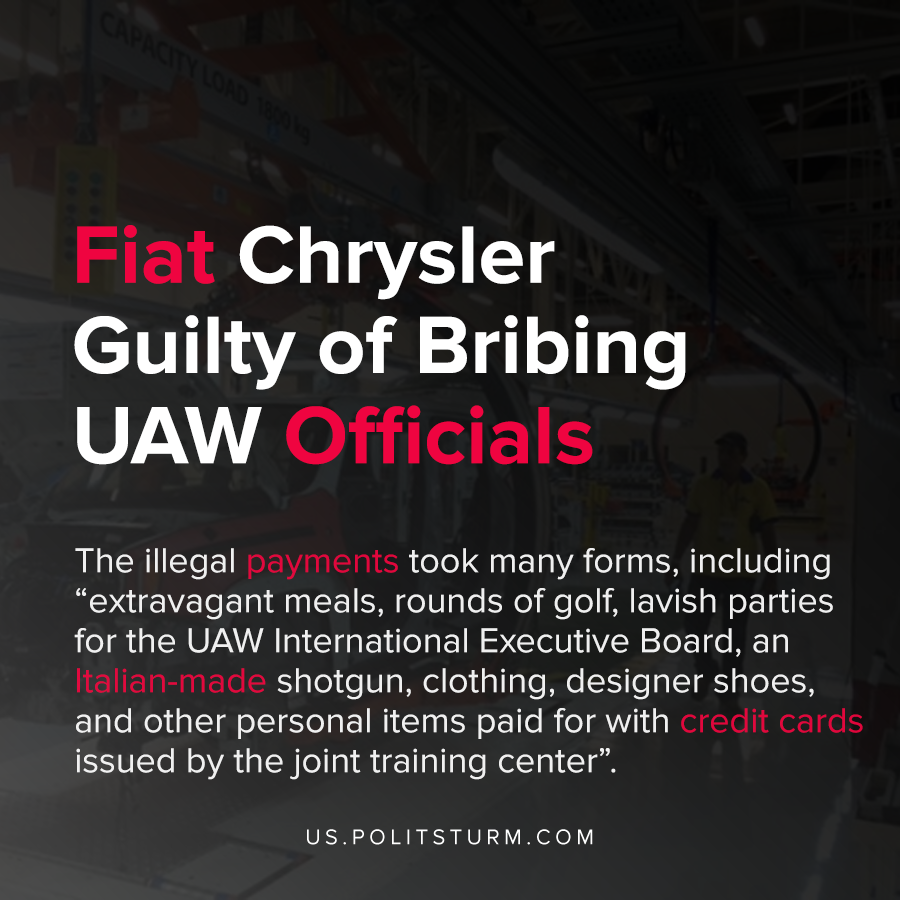 CAPACITY LOAD 1800 kg
Fiat Chrysler
Guilty of Bribing
UAW Officials
The illegal payments took many forms, including
“extravagant meals, rounds of golf, lavish parties
for the UAW International Executive Board, an
Italian-made shotgun, clothing, designer shoes,
and other personal items paid for with credit cards
issued by the joint training center”.
US.POLITSTURM.COM